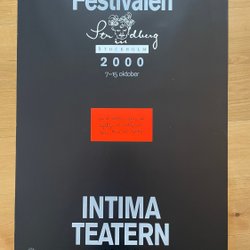 Festivalen
Strindberg
STOCKHOLM
2000
7–15 oktober
INTIMA
TEATERN